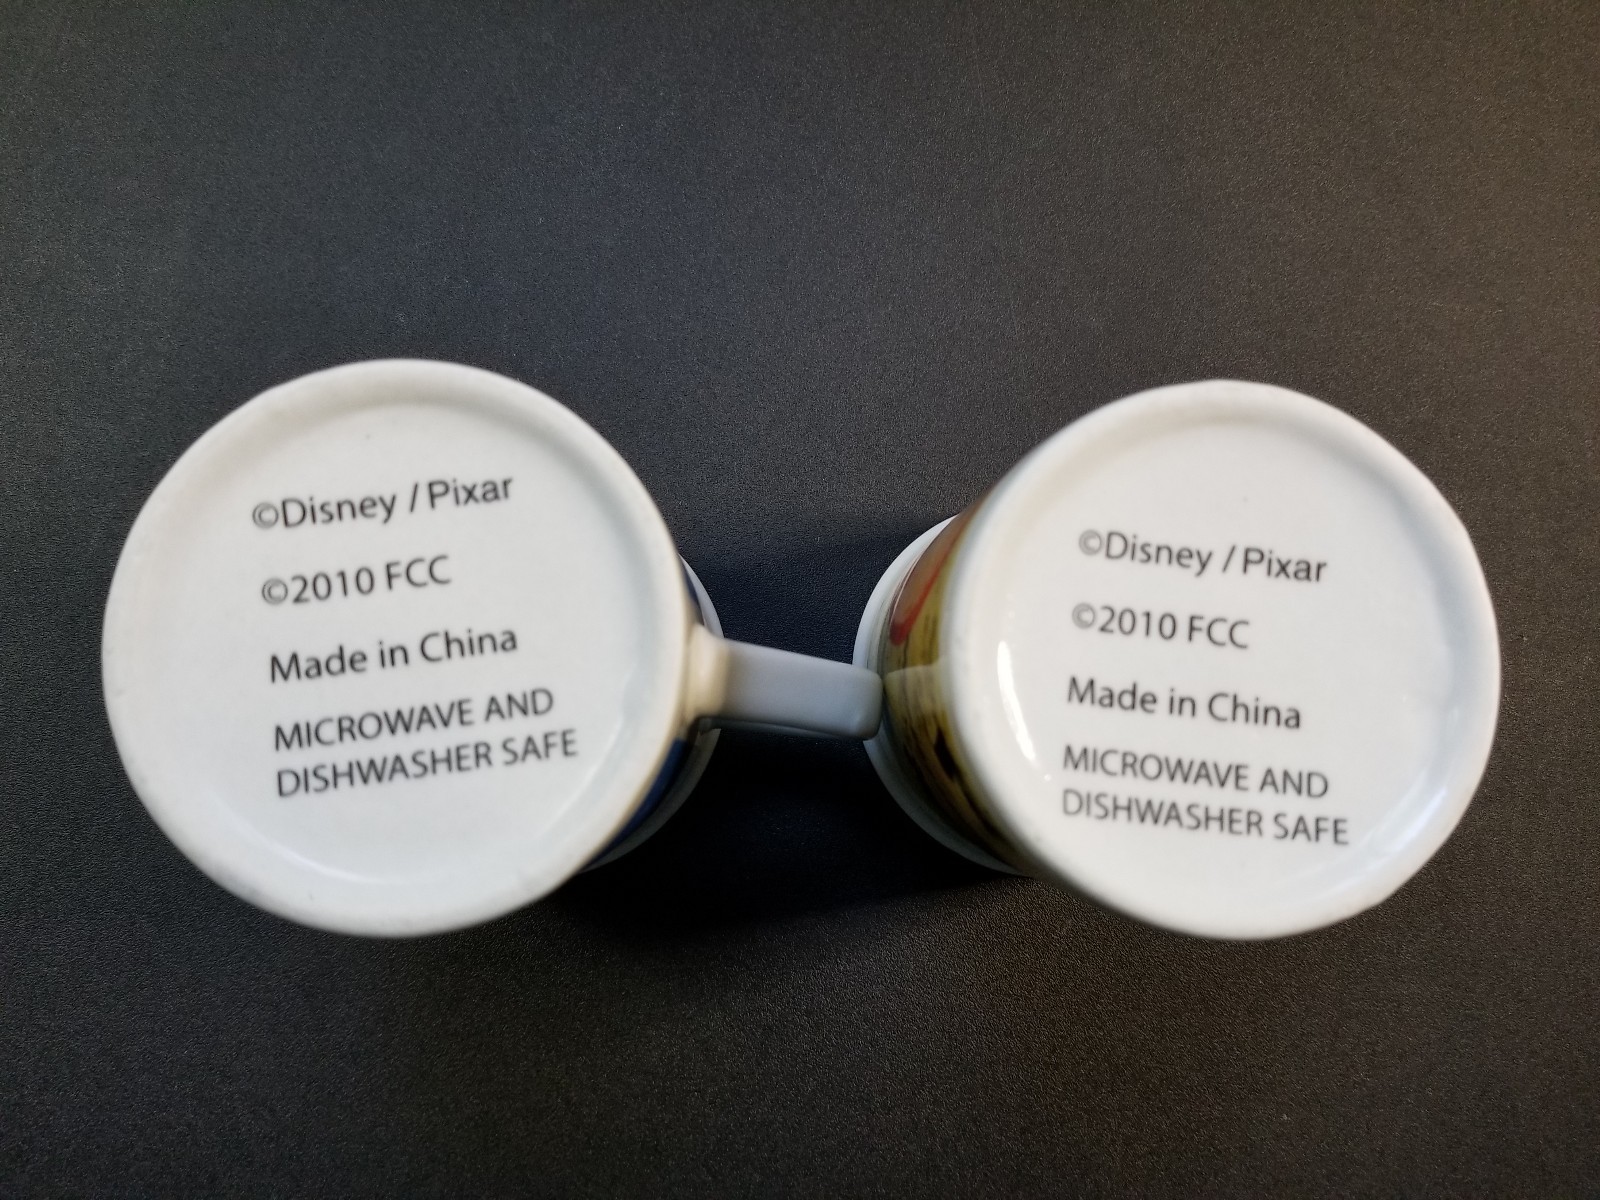 ©Disney / Pixar
©2010 FCC
Made in China
MICROWAVE AND
DISHWASHER SAFE
©Disney / Pixar
©2010 FCC
Made in China
MICROWAVE AND
DISHWASHER SAFE